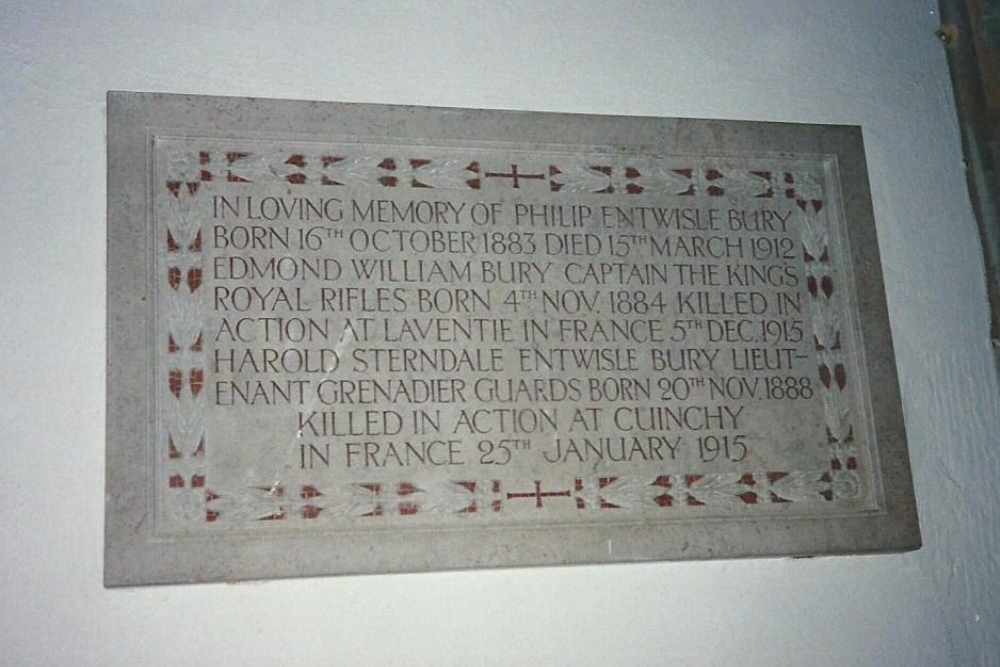 IN LOVING MEMORY OF PHILIP ENTWISLE BURY
BORN 16TH OCTOBER 1883 DIED 15TH MARCH 1912
EDMOND WILLIAM BURY CAPTAIN THE KING'S
ROYAL RIFLES BORN 4TH NOV. 1884 KILLED IN
ACTION AT LAVENTIE IN FRANCE 5TH DEC. 1915
HAROLD STERNDALE ENTWISLE BURY LIEUT-
ENANT GRENADIER GUARDS BORN 20TH NOV. 1888
KILLED IN ACTION AT CUINCHY
IN FRANCE 25TH JANUARY 1915